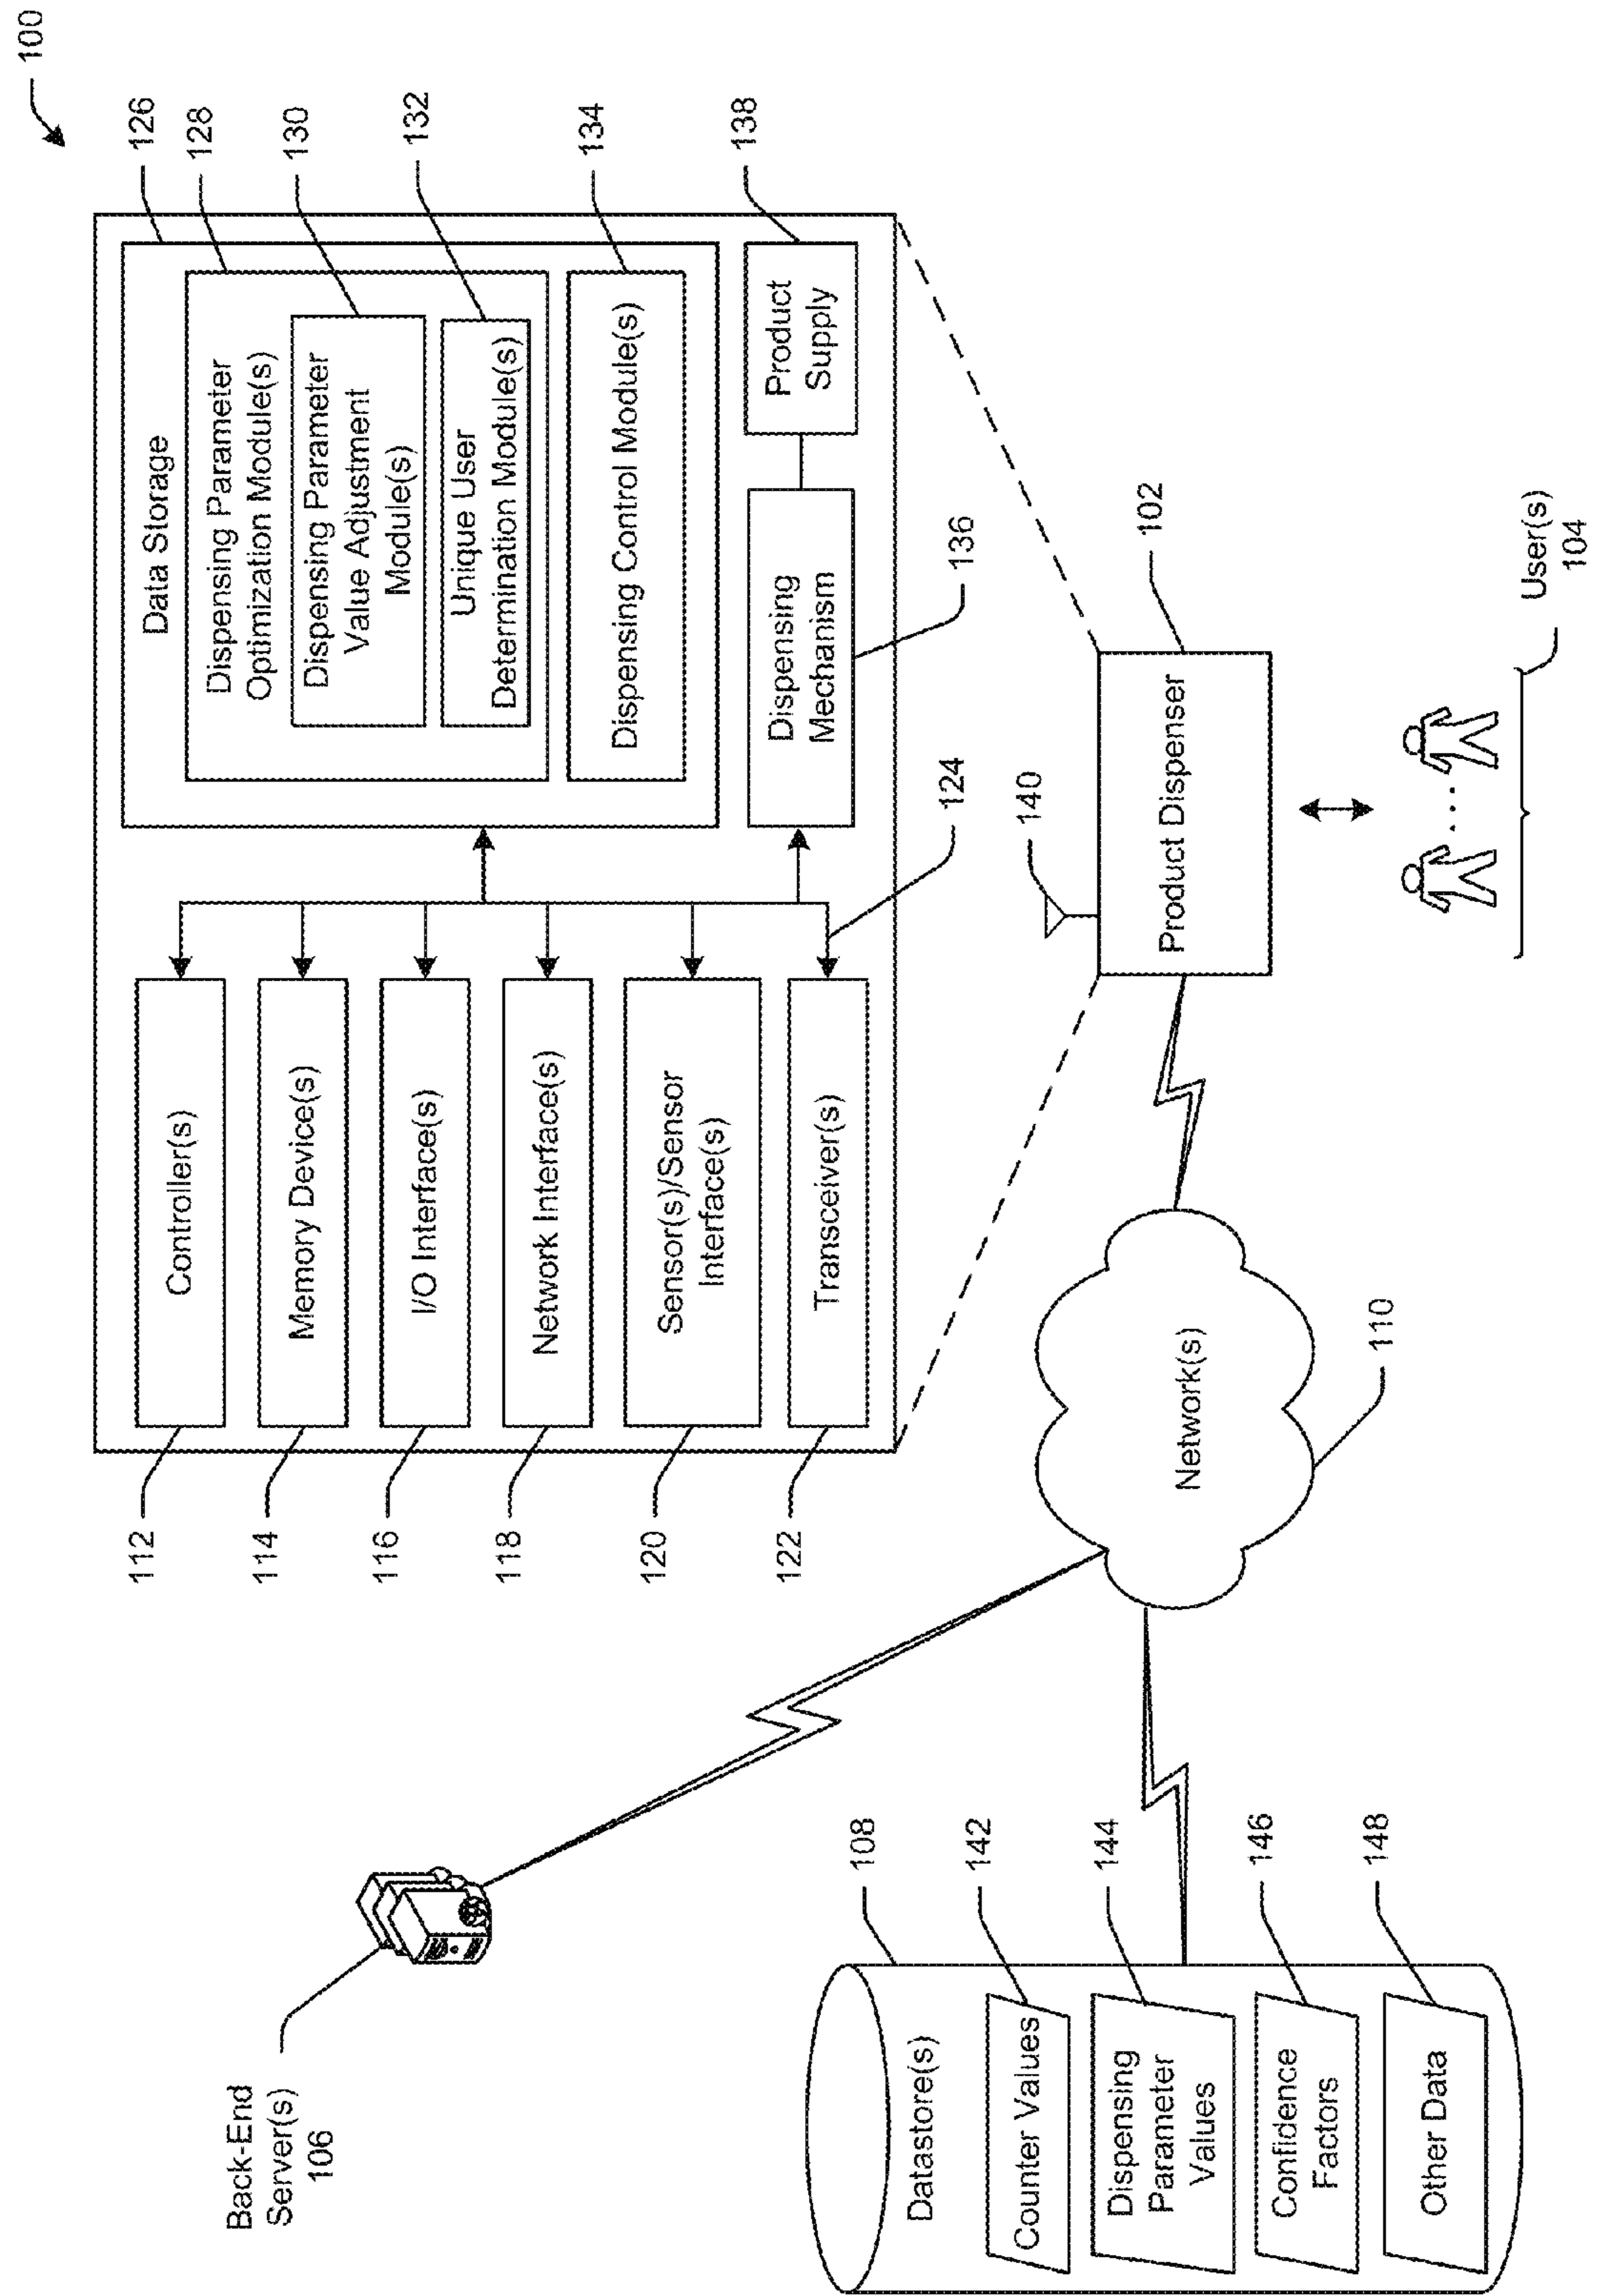 100
126
128
130
132
134
138
Data Storage
Dispensing Parameter
Optimization Module(s)
Dispensing Parameter
Value Adjustment
Module(s)
Unique User
Determination Module(s)
Dispensing Control Module(s)
Product
Supply
Dispensing
Mechanism
136
124
Controller(s)
Memory Device(s)
I/O Interface(s)
Network Interface(s)
Sensor(s)/Sensor
Interface(s)
Transceiver(s)
112
114
116
118
120
122
140
Product Dispenser
102
User(s)
104
Network(s)
110
Back-End
Server(s)
106
108
142
144
146
148
Datastore(s)
Counter Values
Dispensing
Parameter
Values
Confidence
Factors
Other Data